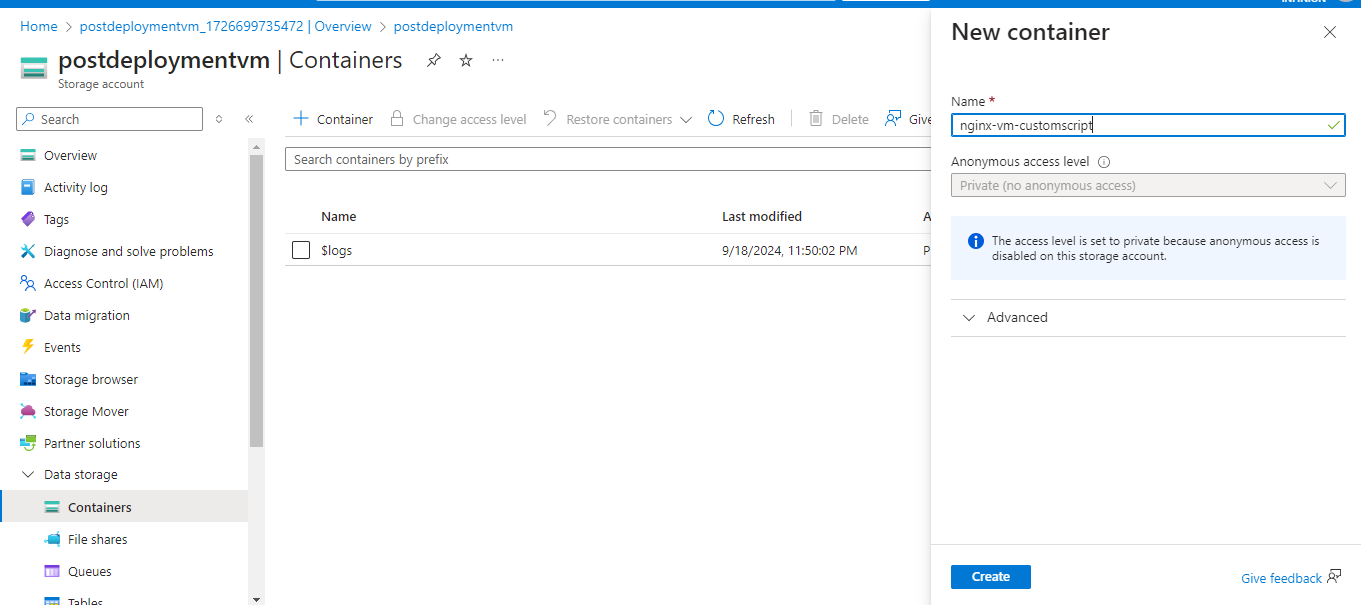 Home > postdeploymentvm_1726699735472 | Overview > postdeploymentvm
postdeploymentvm | Containers
Storage account
Search
Overview
Activity log
Tags
Diagnose and solve problems
Access Control (IAM)
Data migration
Events
Storage browser
Storage Mover
Partner solutions
Data storage
Containers
File shares
Queues
Tables
Container Change access level Restore containers Refresh Delete Give
Search containers by prefix
Name Last modified A
$logs 9/18/2024, 11:50:02 PM P
New container
Name *
nginx-vm-customscript
Anonymous access level
Private (no anonymous access)
The access level is set to private because anonymous access is
disabled on this storage account.
Advanced
Create
Give feedback